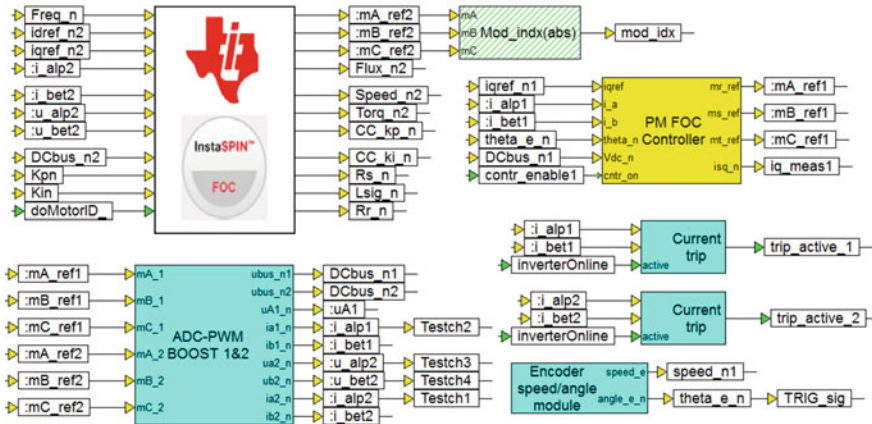 Freq_n
idref_n2
iqref_n2
:i_alp2
:i_bet2
:u_alp2
:u_bet2
DCbus_n2
Kpn
Kin
doMotorID_
InstaSPIN™
FOC
:mA_ref2
:mB_ref2
:mC_ref2
Flux_n2
Speed_n2
Torq_n2
CC_kp_n
CC_ki_n
Rs_n
Lsig_n
Rr_n
mA
mB
mC
Mod_indx(abs)
mod_idx
iqref_n1
:i_alp1
:i_bet1
theta_e_n
DCbus_n1
contr_enable1
iqref
i_a
i_b
theta_n
Vdc_n
cntr_on
PM FOC
Controller
mr_ref
ms_ref
mt_ref
isq_n
:mA_ref1
:mB_ref1
:mC_ref1
iq_meas1
:mA_ref1
:mB_ref1
:mC_ref1
:mA_ref2
:mB_ref2
:mC_ref2
mA_1
mB_1
mC_1
mA_2
mB_2
mC_2
ADC-PWM
BOOST 1&2
ubus_n1
ubus_n2
uA1_n
ia1_n
ib1_n
ua2_n
ub2_n
ia2_n
ib2_n
DCbus_n1
DCbus_n2
:uA1
:i_alp1
:i_bet1
:u_alp2
:u_bet2
:i_alp2
:i_bet2
Testch2
Testch3
Testch4
Testch1
:i_alp1
:i_bet1
inverterOnline
active
Current
trip
trip_active_1
:i_alp2
:i_bet2
inverterOnline
active
Current
trip
trip_active_2
Encoder
speed/angle
module
speed_e
angle_e_n
speed_n1
theta_e_n
TRIG_sig